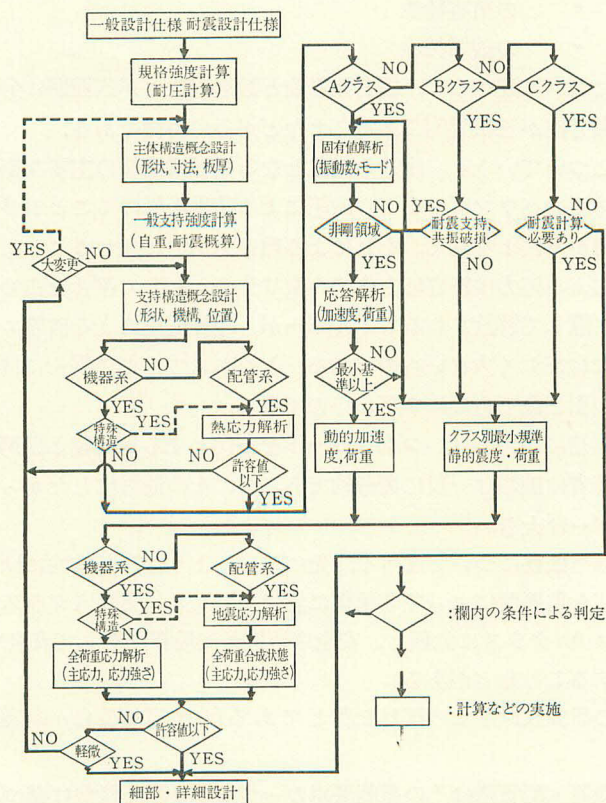 一般設計仕様 耐震設計仕様
規格強度計算
(耐圧計算)
主体構造概念設計
(形状, 寸法, 板厚)
一般支持強度計算
(自重, 耐震概算)
YES
NO
大変更
支持構造概念設計
(形状, 機構, 位置)
機器系
NO
配管系
YES
YES
YES
特殊
構造
熱応力解析
NO
NO
許容値
以下
YES
Aクラス
NO
Bクラス
NO
Cクラス
YES
YES
YES
固有値解析
(振動数,モード)
非剛領域
NO
YES
耐震支持,
共振破損
耐震計算
必要あり
NO
YES
NO
YES
応答解析
(加速度,荷重)
最小基
準以上
NO
YES
動的加速
度, 荷重
クラス別最小規準
静的震度・荷重
機器系
NO
配管系
YES
YES
YES
特殊
構造
地震応力解析
NO
全荷重応力解析
(主応力, 応力強さ)
全荷重合成状態
(主応力,応力強さ)
NO
許容値以下
NO
軽微
YES
YES
細部・詳細設計
:欄内の条件による判定
:計算などの実施